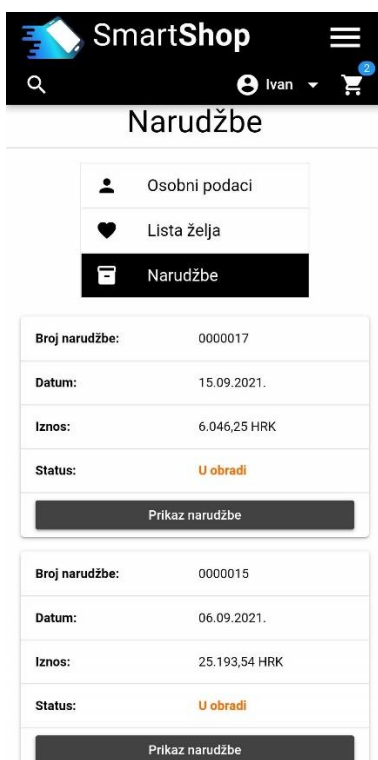 SmartShop
2
Ivan
Narudžbe
Osobni podaci
Lista želja
Narudžbe
Broj narudžbe: 0000017
Datum: 15.09.2021.
Iznos: 6.046,25 HRK
Status: U obradi
Prikaz narudžbe
Broj narudžbe: 0000015
Datum: 06.09.2021.
Iznos: 25.193,54 HRK
Status: U obradi
Prikaz narudžbe